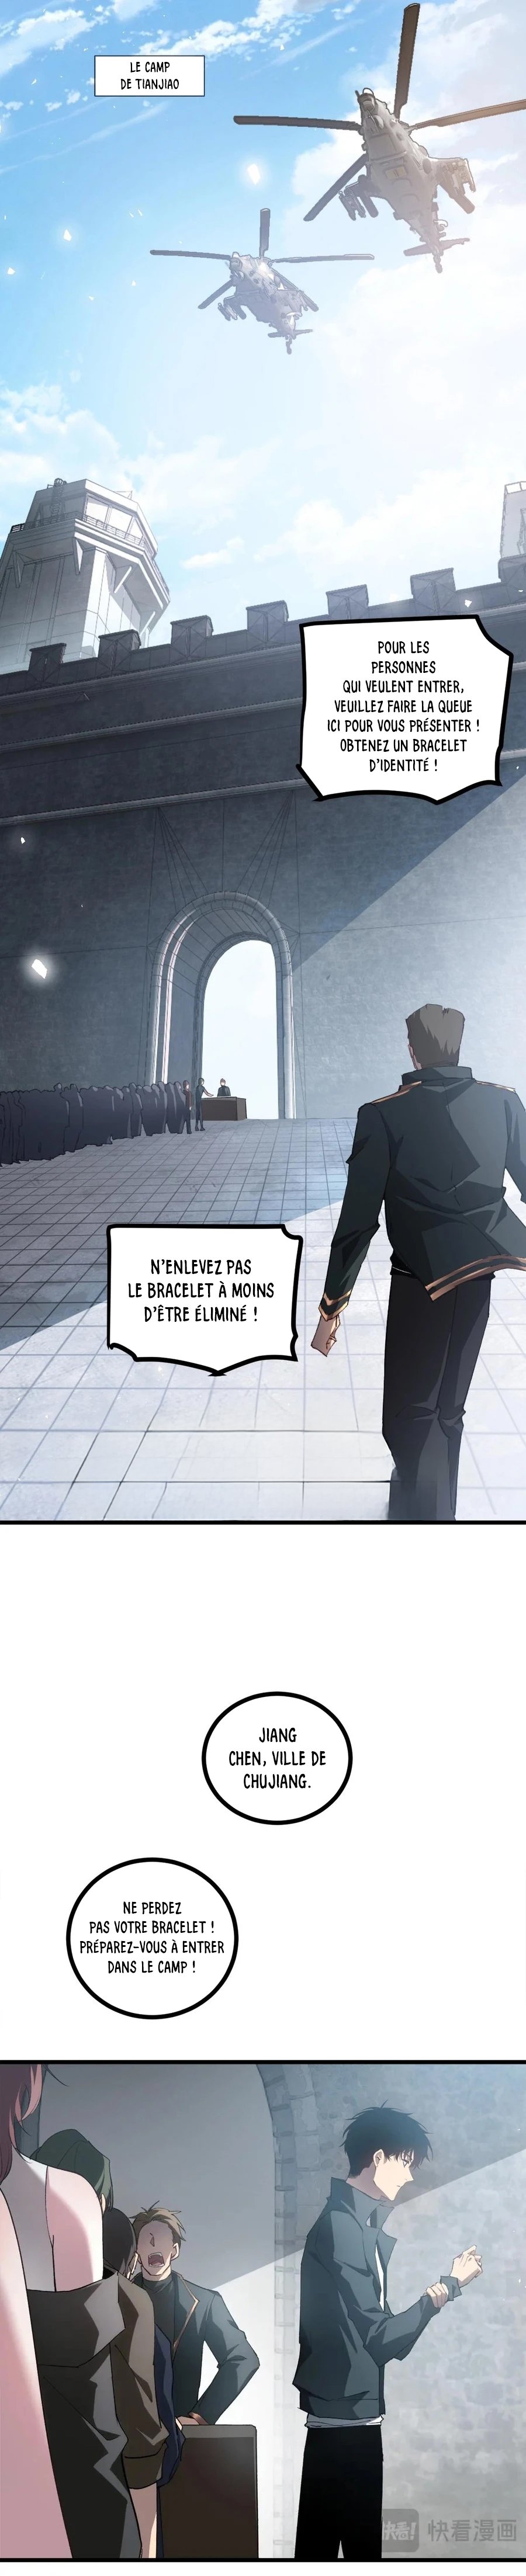 LE CAMP
DE TIANJIAO
POUR LES
PERSONNES
QUI VEULENT ENTRER,
VEUILLEZ FAIRE LA QUEUE
ICI POUR VOUS PRÉSENTER !
OBTENEZ UN BRACELET
D'IDENTITÉ !
N'ENLEVEZ PAS
LE BRACELET À MOINS
D'ÊTRE ÉLIMINÉ !
JIANG
CHEN, VILLE DE
CHUJIANG.
NE PERDEZ
PAS VOTRE BRACELET !
PRÉPAREZ-VOUS À ENTRER
DANS LE CAMP !
快看! 快看漫画